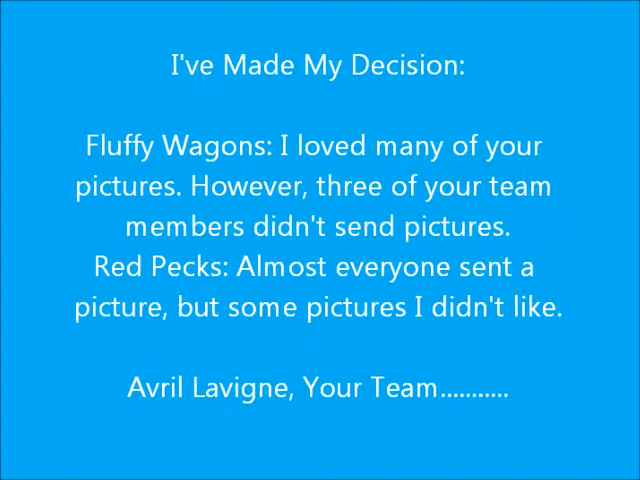 I've Made My Decision:
Fluffy Wagons: I loved many of your
pictures. However, three of your team
members didn't send pictures.
Red Pecks: Almost everyone sent a
picture, but some pictures I didn't like.
Avril Lavigne, Your Team...........